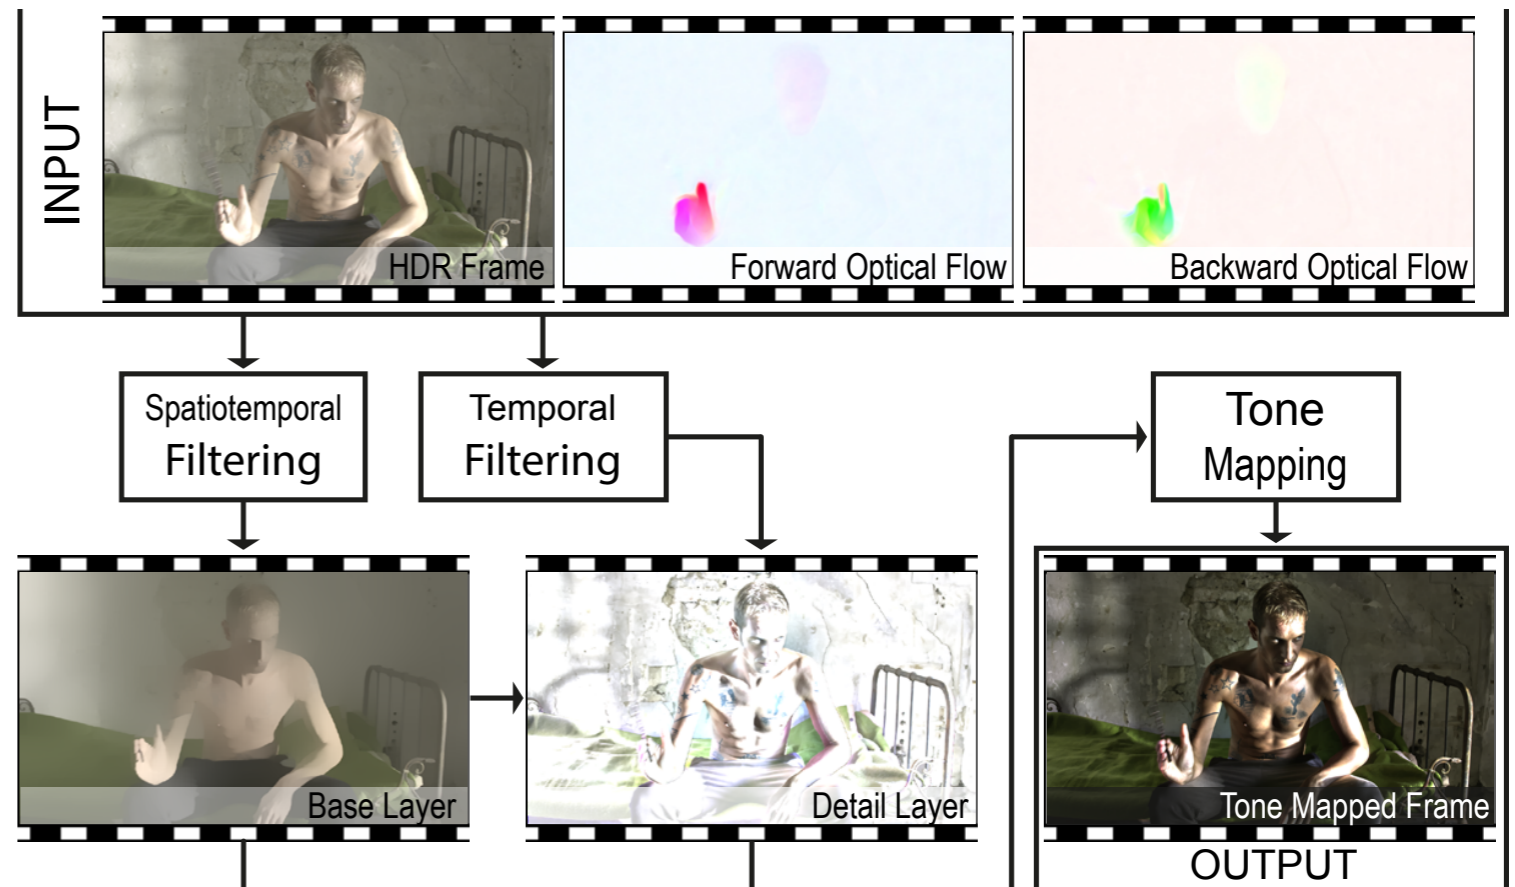 INPUT
HDR Frame
Forward Optical Flow
Backward Optical Flow
Spatiotemporal
Filtering
Temporal
Filtering
Tone
Mapping
Base Layer
Detail Layer
Tone Mapped Frame
OUTPUT